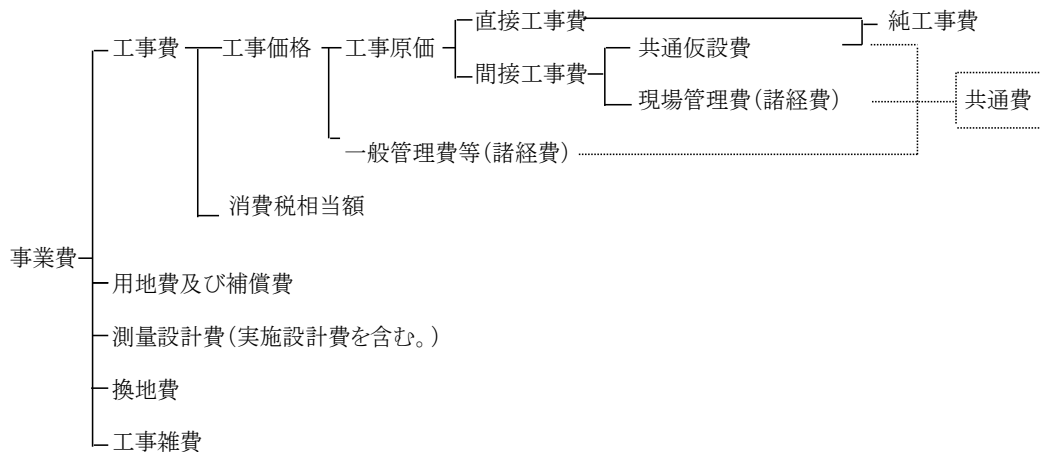 直接工事費
純工事費
工事費
工事価格
工事原価
共通仮設費
間接工事費
現場管理費(諸経費)
共通費
一般管理費等(諸経費)
消費税相当額
事業費
用地費及び補償費
測量設計費(実施設計費を含む。)
換地費
工事雑費